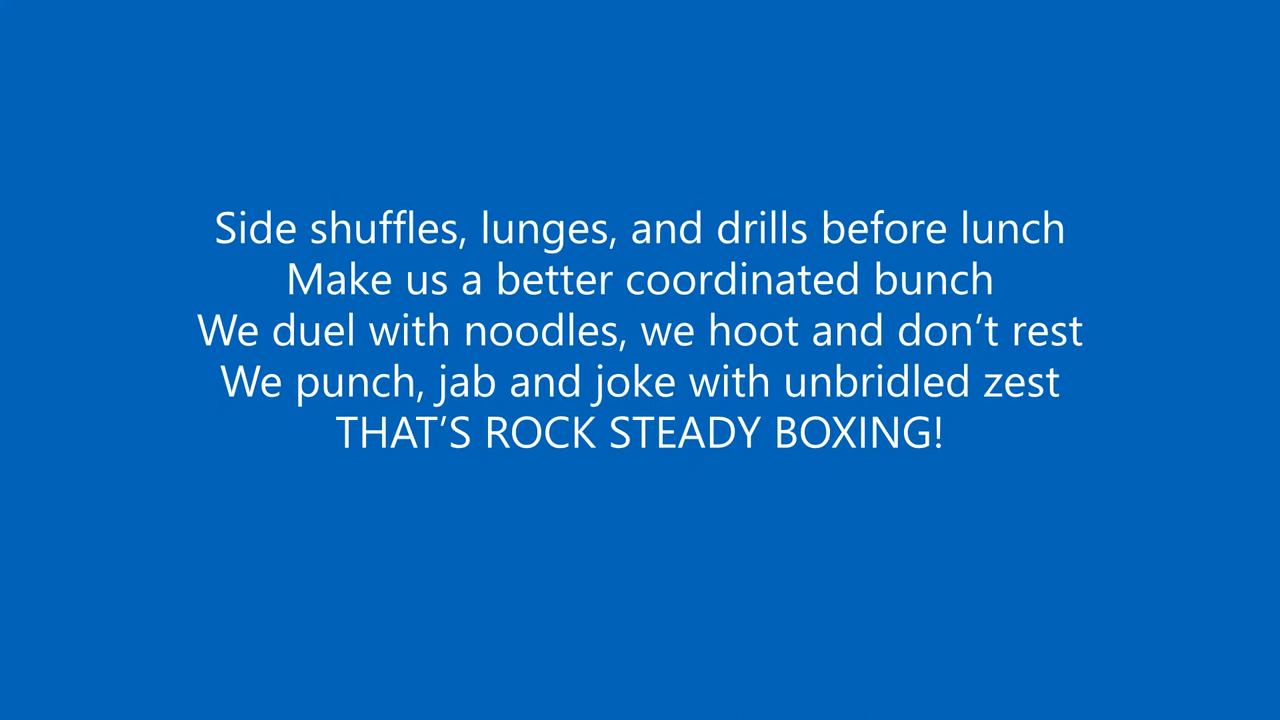 Side shuffles, lunges, and drills before lunch
Make us a better coordinated bunch
We duel with noodles, we hoot and don’t rest
We punch, jab and joke with unbridled zest
THAT’S ROCK STEADY BOXING!